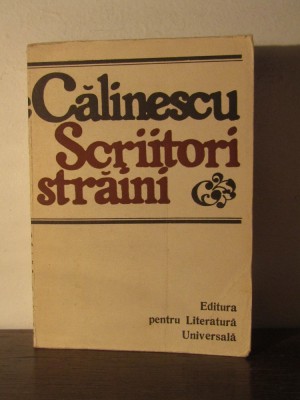 Călinescu
Scriitori
străini
Editura
pentru Literatură
Universală